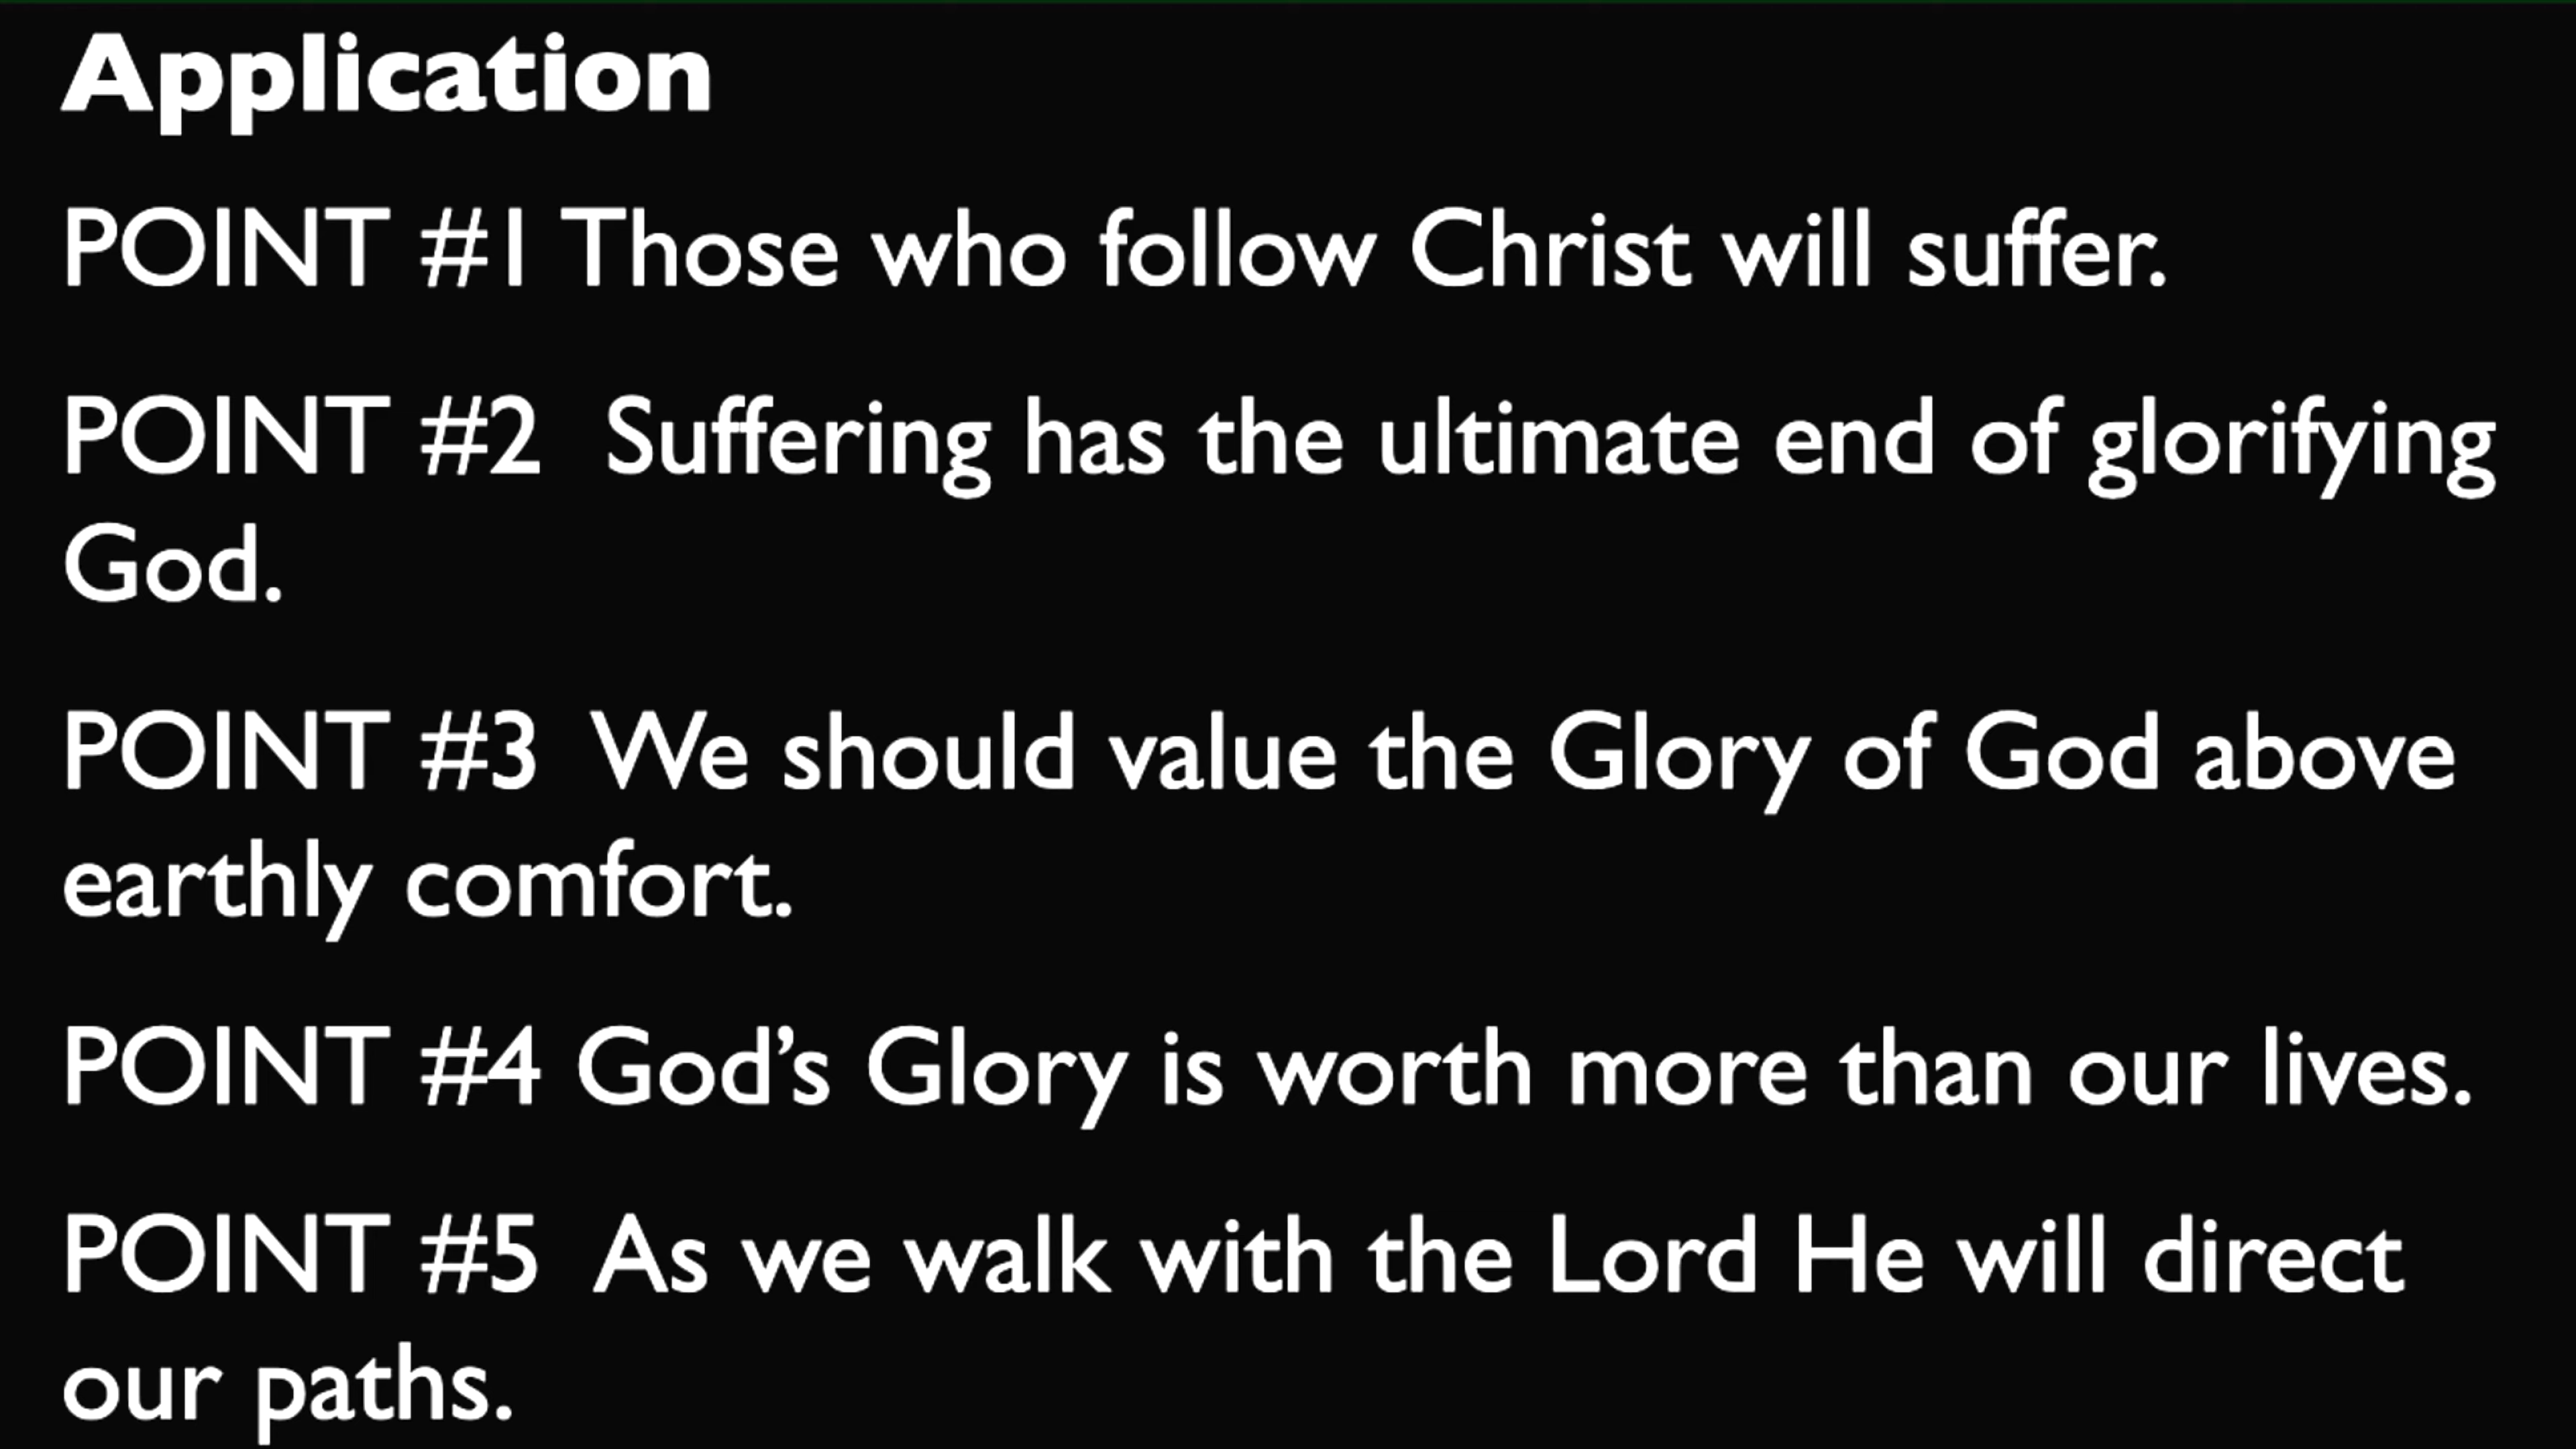 Application
POINT #1 Those who follow Christ will suffer.
POINT #2  Suffering has the ultimate end of glorifying
God.
POINT #3  We should value the Glory of God above
earthly comfort.
POINT #4 God’s Glory is worth more than our lives.
POINT #5  As we walk with the Lord He will direct
our paths.